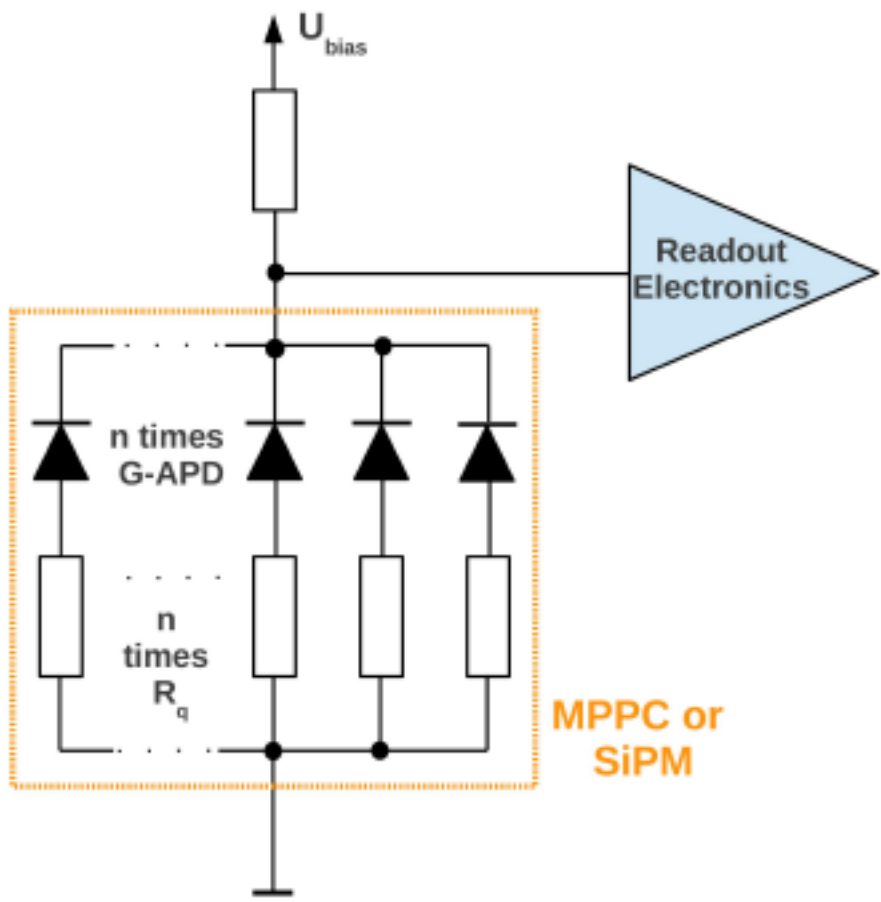 U bias
Readout
Electronics
n times
G-APD
n
times
R q
MPPC or
SiPM